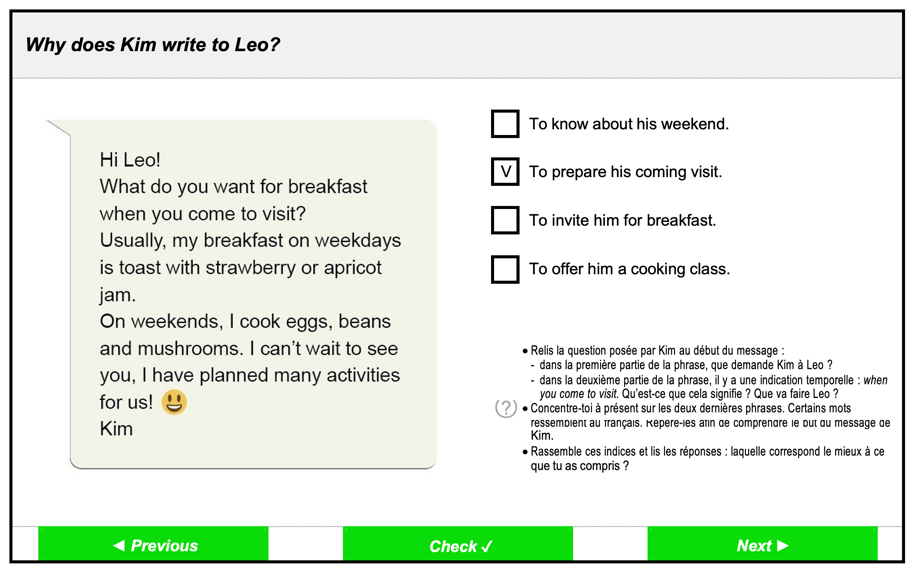 Why does Kim write to Leo?
Hi Leo!
What do you want for breakfast
when you come to visit?
Usually, my breakfast on weekdays
is toast with strawberry or apricot
jam.
On weekends, I cook eggs, beans
and mushrooms. I can't wait to see
you, I have planned many activities
for us! 😃
Kim
To know about his weekend.
V To prepare his coming visit.
To invite him for breakfast.
To offer him a cooking class.
(?)
• Relis la question posée par Kim au début du message :
- dans la première partie de la phrase, que demande Kim à Leo ?
- dans la deuxième partie de la phrase, il y a une indication temporelle : when
you come to visit. Qu'est-ce que cela signifie ? Que va faire Leo ?
• Concentre-toi à présent sur les deux dernières phrases. Certains mots
ressemblent au français. Repère-les afin de comprendre le but du message de
Kim.
• Rassemble ces indices et lis les réponses : laquelle correspond le mieux à ce
que tu as compris ?
◄ Previous
Check ✓
Next ►